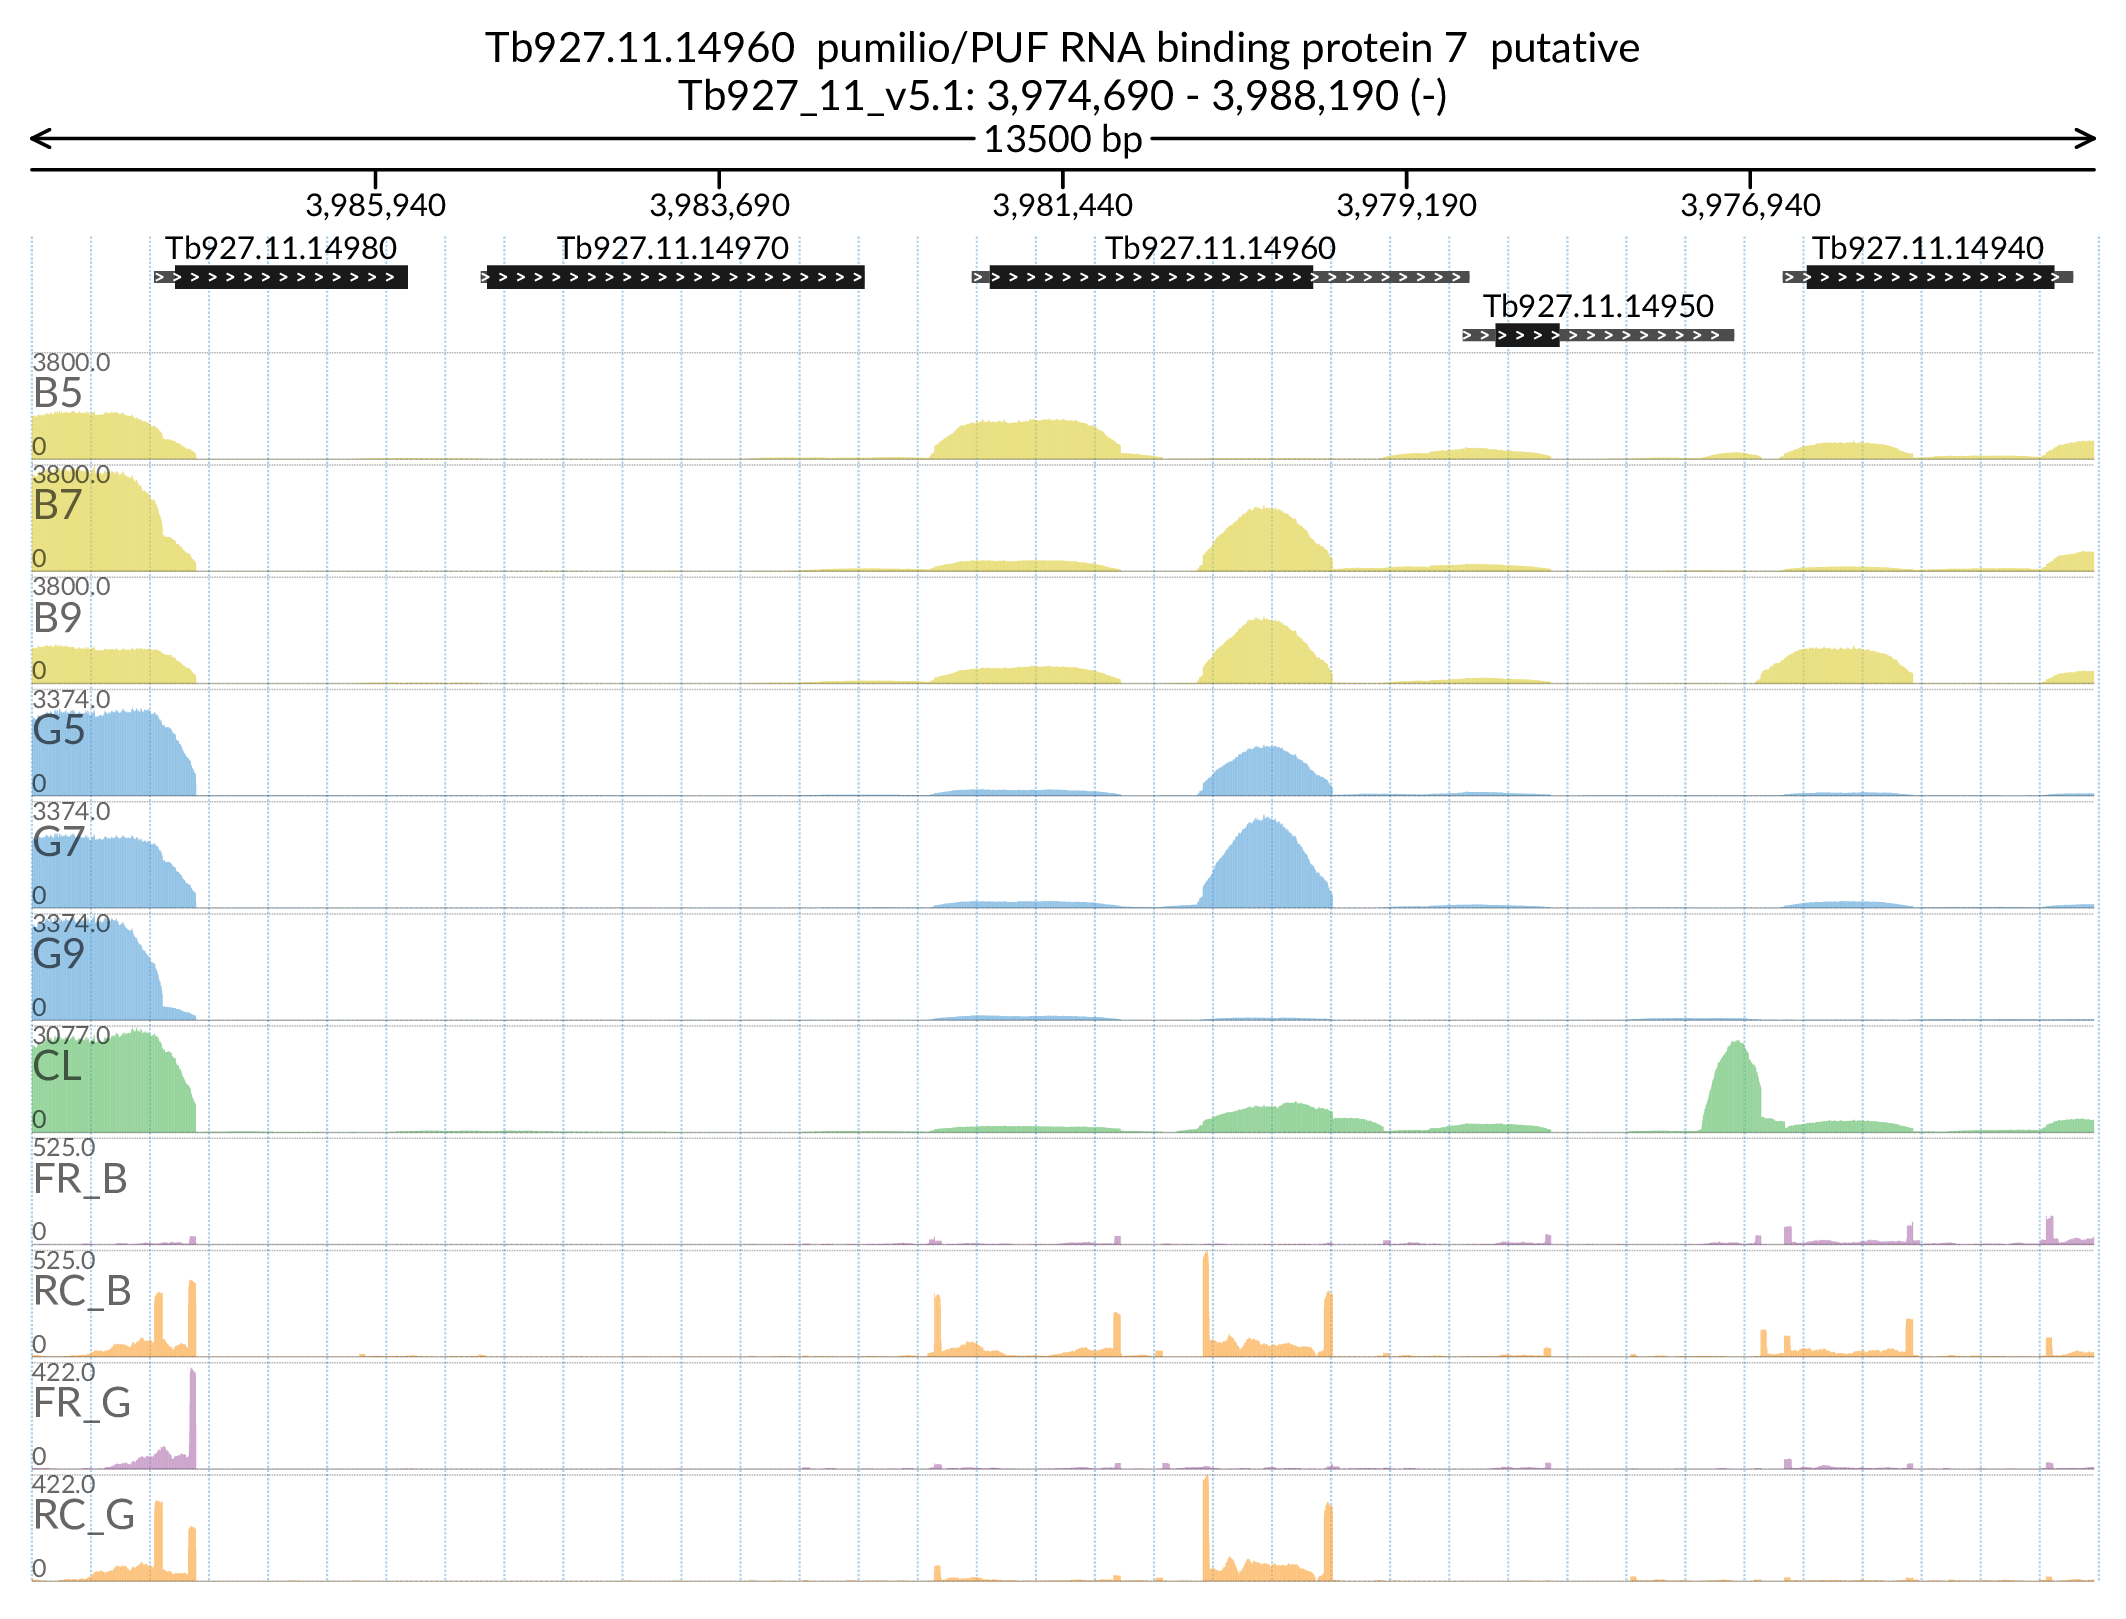 Tb927.11.14960  pumilio/PUF RNA binding protein 7  putative
Tb927_11_v5.1: 3,974,690 - 3,988,190 (-)
13500 bp
3,985,940 3,983,690 3,981,440 3,979,190 3,976,940
Tb927.11.14980 Tb927.11.14970 Tb927.11.14960 Tb927.11.14940
Tb927.11.14950
3800.0
B5
0
3800.0
B7
0
3800.0
B9
0
3374.0
G5
0
3374.0
G7
0
3374.0
G9
0
3077.0
CL
0
525.0
FR_B
0
525.0
RC_B
0
422.0
FR_G
0
422.0
RC_G
0